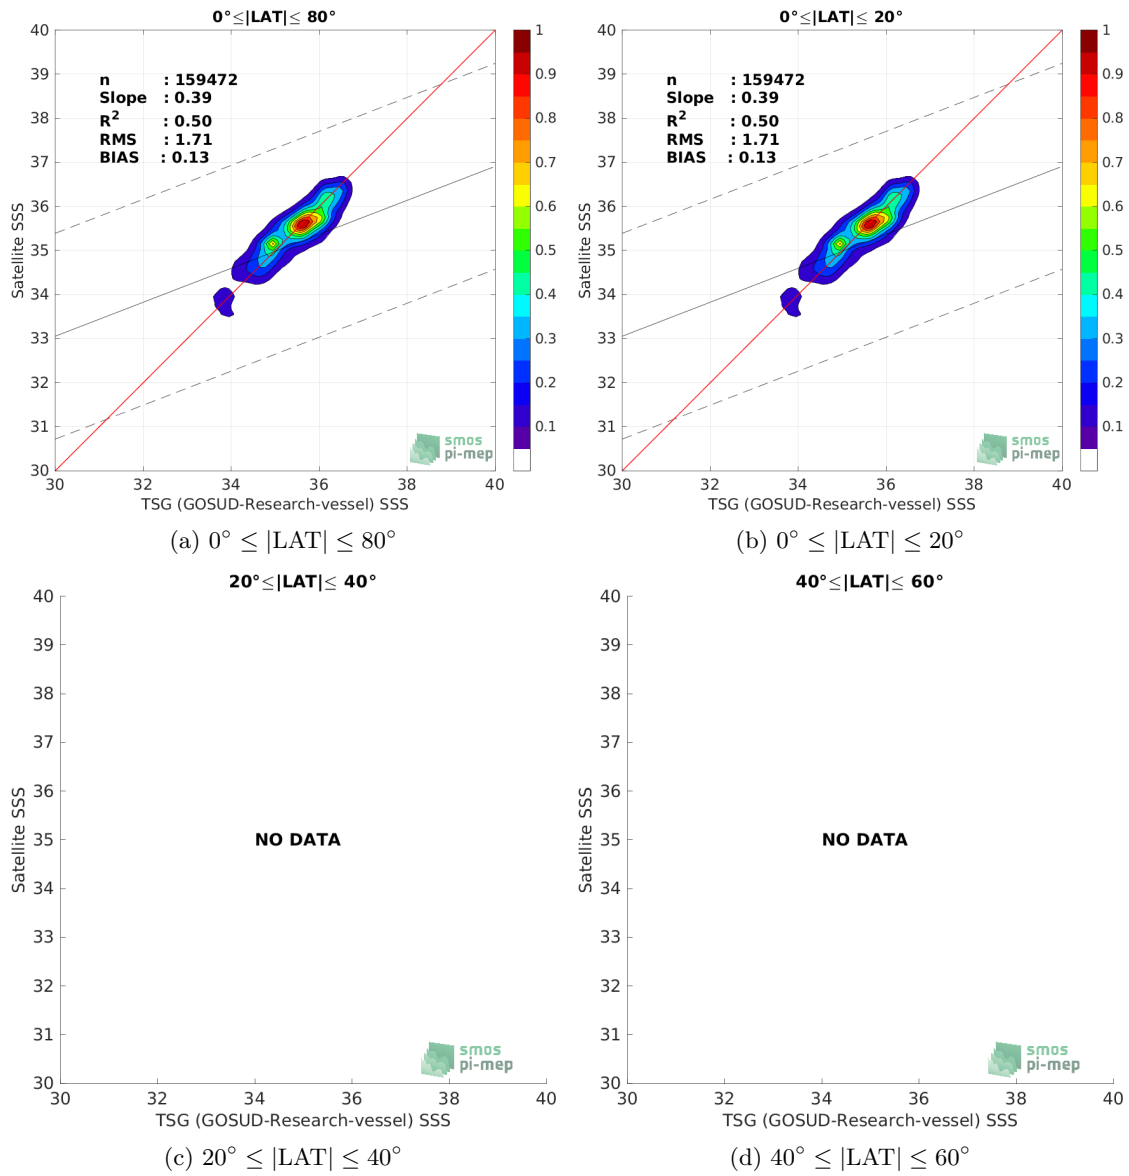 0°≤|LAT|≤ 80°
40
39
38
37
36
35
34
33
32
31
30
n : 159472
Slope : 0.39
R² : 0.50
RMS : 1.71
BIAS : 0.13
Satellite SSS
smos
pi-mep
30 32 34 36 38 40
TSG (GOSUD-Research-vessel) SSS
1
0.9
0.8
0.7
0.6
0.5
0.4
0.3
0.2
0.1
(a) 0° ≤ |LAT| ≤ 80°
0°≤|LAT|≤ 20°
40
39
38
37
36
35
34
33
32
31
30
n : 159472
Slope : 0.39
R² : 0.50
RMS : 1.71
BIAS : 0.13
Satellite SSS
smos
pi-mep
30 32 34 36 38 40
TSG (GOSUD-Research-vessel) SSS
1
0.9
0.8
0.7
0.6
0.5
0.4
0.3
0.2
0.1
(b) 0° ≤ |LAT| ≤ 20°
20°≤|LAT|≤ 40°
40
39
38
37
36
35
34
33
32
31
30
Satellite SSS
NO DATA
smos
pi-mep
30 32 34 36 38 40
TSG (GOSUD-Research-vessel) SSS
(c) 20° ≤ |LAT| ≤ 40°
40°≤|LAT|≤ 60°
40
39
38
37
36
35
34
33
32
31
30
Satellite SSS
NO DATA
smos
pi-mep
30 32 34 36 38 40
TSG (GOSUD-Research-vessel) SSS
(d) 40° ≤ |LAT| ≤ 60°